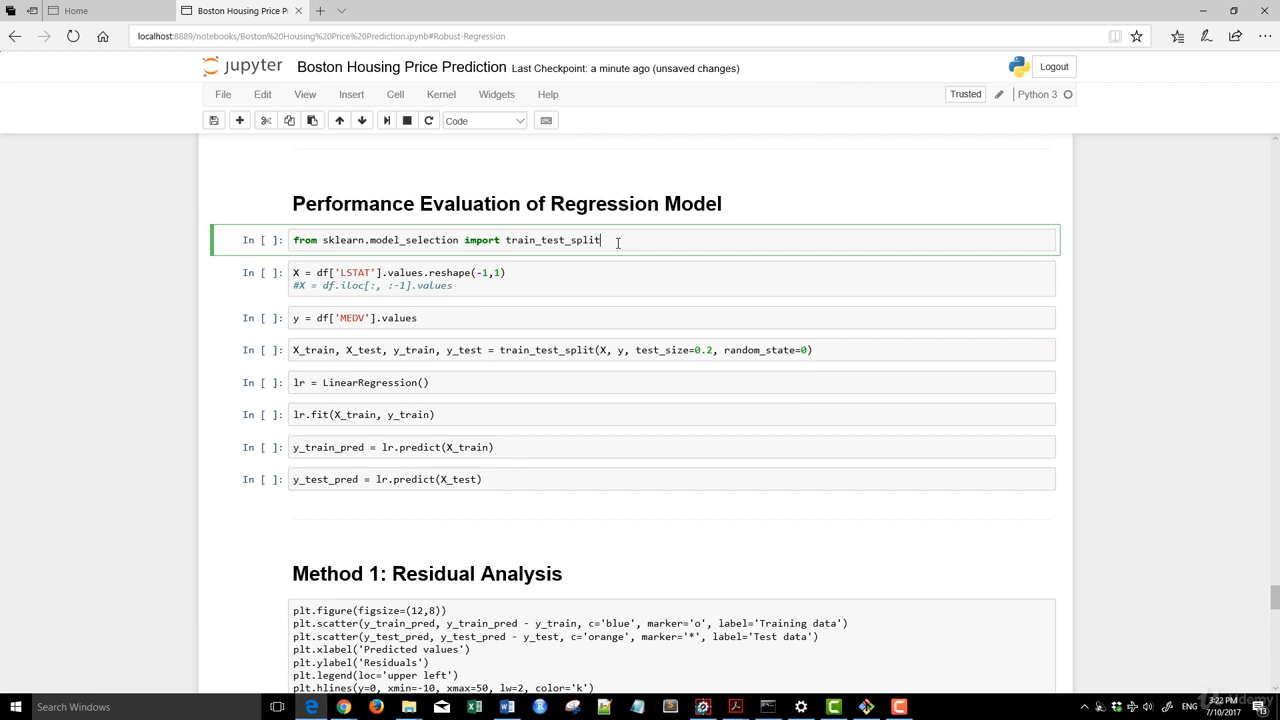 Home
Boston Housing Price P
localhost:8889/notebooks/Boston%20Housing%20Price%20Prediction.ipynb#Robust-Regression
jupyter Boston Housing Price Prediction Last Checkpoint: a minute ago (unsaved changes)
Logout
File Edit View Insert Cell Kernel Widgets Help
Trusted Python 3
Code
Performance Evaluation of Regression Model
In [ ]: from sklearn.model_selection import train_test_split
In [ ]: X = df['LSTAT'].values.reshape(-1,1)
#X = df.iloc[:, :-1].values
In [ ]: y = df['MEDV'].values
In [ ]: X_train, X_test, y_train, y_test = train_test_split(X, y, test_size=0.2, random_state=0)
In [ ]: lr = LinearRegression()
In [ ]: lr.fit(X_train, y_train)
In [ ]: y_train_pred = lr.predict(X_train)
In [ ]: y_test_pred = lr.predict(X_test)
Method 1: Residual Analysis
plt.figure(figsize=(12,8))
plt.scatter(y_train_pred, y_train_pred - y_train, c='blue', marker='o', label='Training data')
plt.scatter(y_test_pred, y_test_pred - y_test, c='orange', marker='*', label='Test data')
plt.xlabel('Predicted values')
plt.ylabel('Residuals')
plt.legend(loc='upper left')
plt.hlines(y=0, xmin=-10, xmax=50, lw=2, color='k')
Search Windows
ENG
3:22 PM
7/10/2017
13